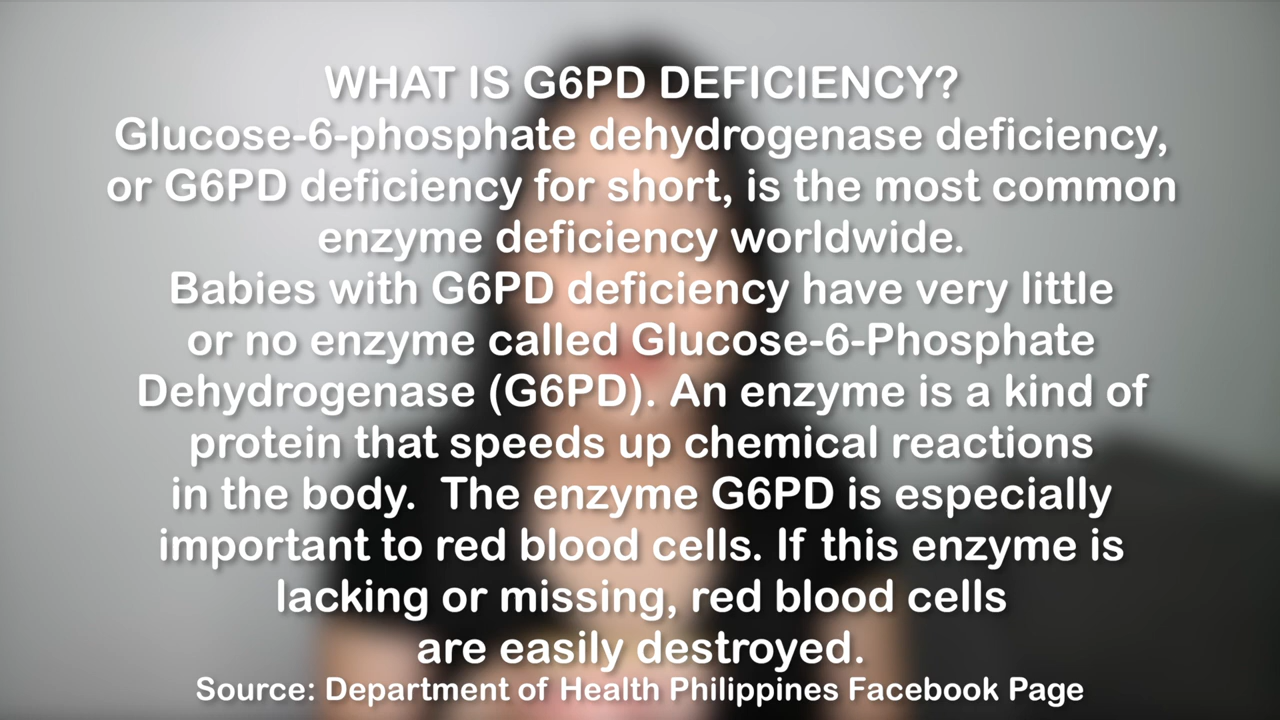 WHAT IS G6PD DEFICIENCY?
Glucose-6-phosphate dehydrogenase deficiency,
or G6PD deficiency for short, is the most common
enzyme deficiency worldwide.
Babies with G6PD deficiency have very little
or no enzyme called Glucose-6-Phosphate
Dehydrogenase (G6PD). An enzyme is a kind of
protein that speeds up chemical reactions
in the body.  The enzyme G6PD is especially
important to red blood cells. If this enzyme is
lacking or missing, red blood cells
are easily destroyed.
Source: Department of Health Philippines Facebook Page